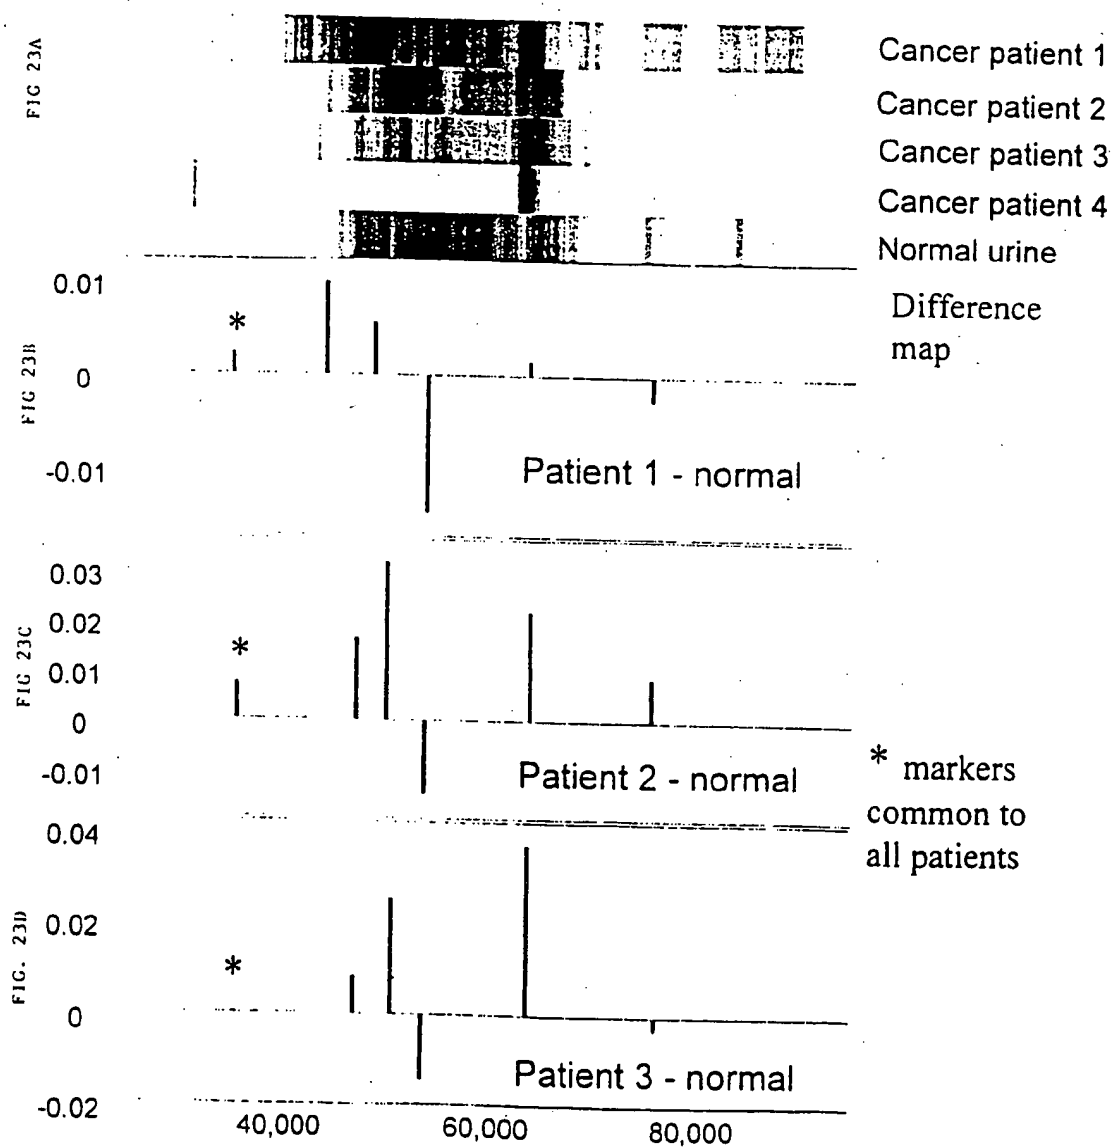 FIG 23A
Cancer patient 1
Cancer patient 2
Cancer patient 3
Cancer patient 4
Normal urine
Difference
map
FIG 23B
0.01
*
0
-0.01
Patient 1 - normal
FIG 23C
0.03
0.02
*
0.01
0
-0.01
Patient 2 - normal
* markers
common to
all patients
FIG. 23D
0.04
0.02
*
0
-0.02
Patient 3 - normal
40,000
60,000
80,000